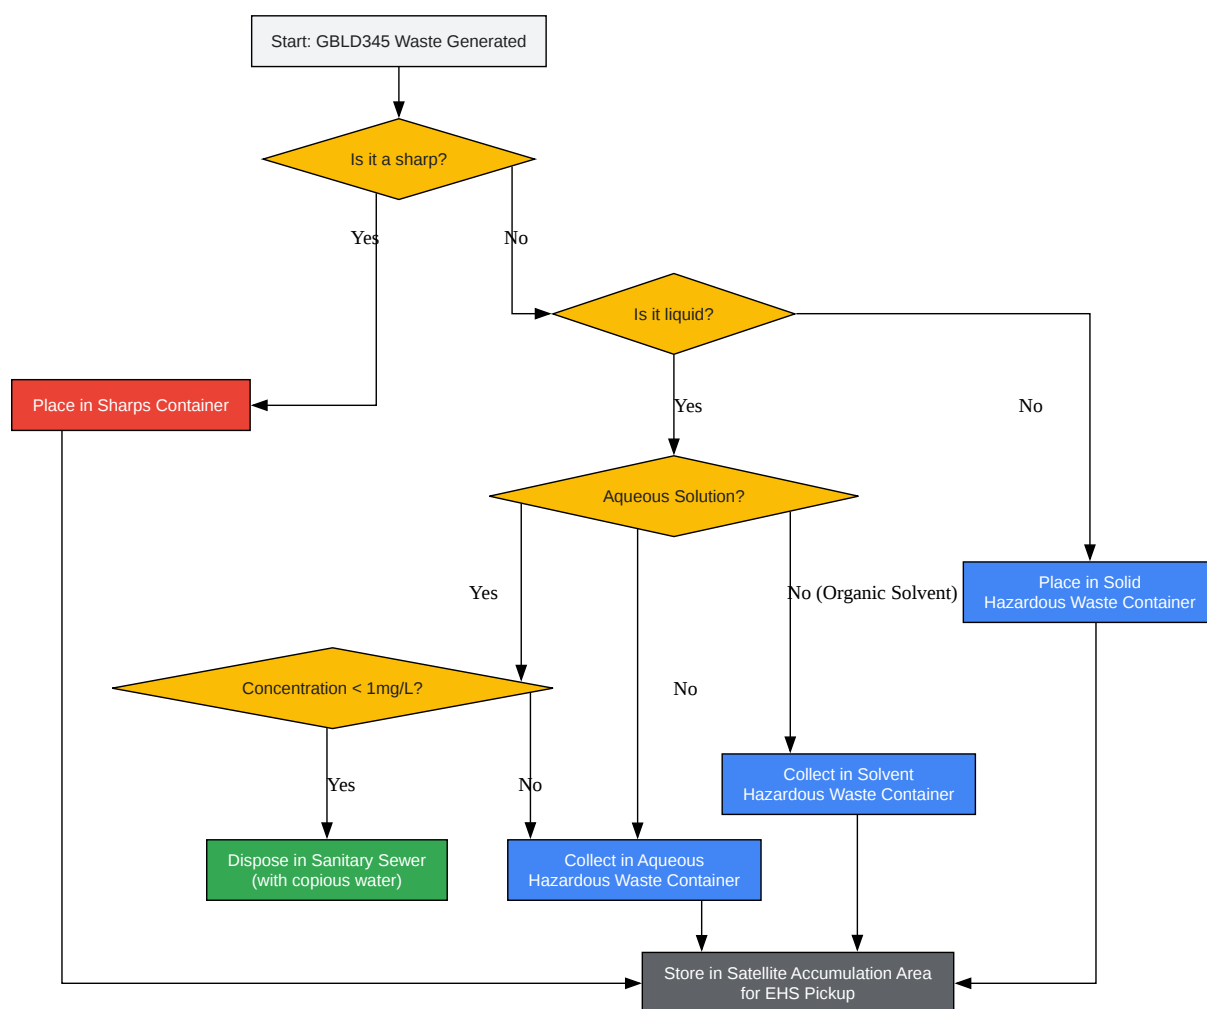 Start: GBLD345 Waste Generated
Is it a sharp?
Yes
No
Is it liquid?
Place in Sharps Container
Yes
No
Aqueous Solution?
Yes
No (Organic Solvent)
Place in Solid
Hazardous Waste Container
Concentration < 1mg/L?
No
Yes
No
Collect in Solvent
Hazardous Waste Container
Dispose in Sanitary Sewer
(with copious water)
Collect in Aqueous
Hazardous Waste Container
Store in Satellite Accumulation Area
for EHS Pickup